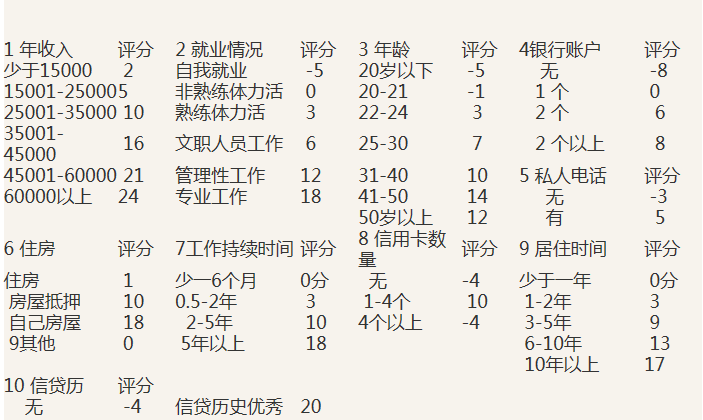 1 年收入 评分 2 就业情况 评分 3 年龄 评分 4银行账户 评分
少于15000 2 自我就业 -5 20岁以下 -5 无 -8
15001-25000 5 非熟练体力活 0 20-21 -1 1 个 0
25001-35000 10 熟练体力活 3 22-24 3 2 个 6
35001-
45000 16 文职人员工作 6 25-30 7 2 个以上 8
45001-60000 21 管理性工作 12 31-40 10 5 私人电话 评分
60000以上 24 专业工作 18 41-50 14 无 -3
50岁以上 12 有 5
6 住房 评分 7工作持续时间 评分 8 信用卡数
量 评分 9 居住时间 评分
住房 1 少一6个月 0分 无 -4 少于一年 0分
房屋抵押 10 0.5-2年 3 1-4个 10 1-2年 3
自己房屋 18 2-5年 10 4个以上 -4 3-5年 9
9其他 0 5年以上 18 6-10年 13
10年以上 17
10 信贷历 评分
无 -4 信贷历史优秀 20